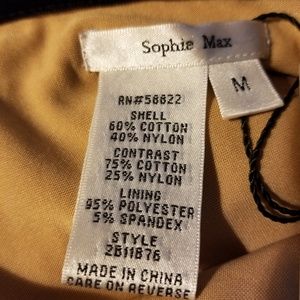 Sophie Max
M
RN#58822
SHELL
60% COTTON
40% NYLON
CONTRAST
75% COTTON
25% NYLON
LINING
95% POLYESTER
5% SPANDEX
STYLE
2B11B76
MADE IN CHINA
CARE ON REVERSE